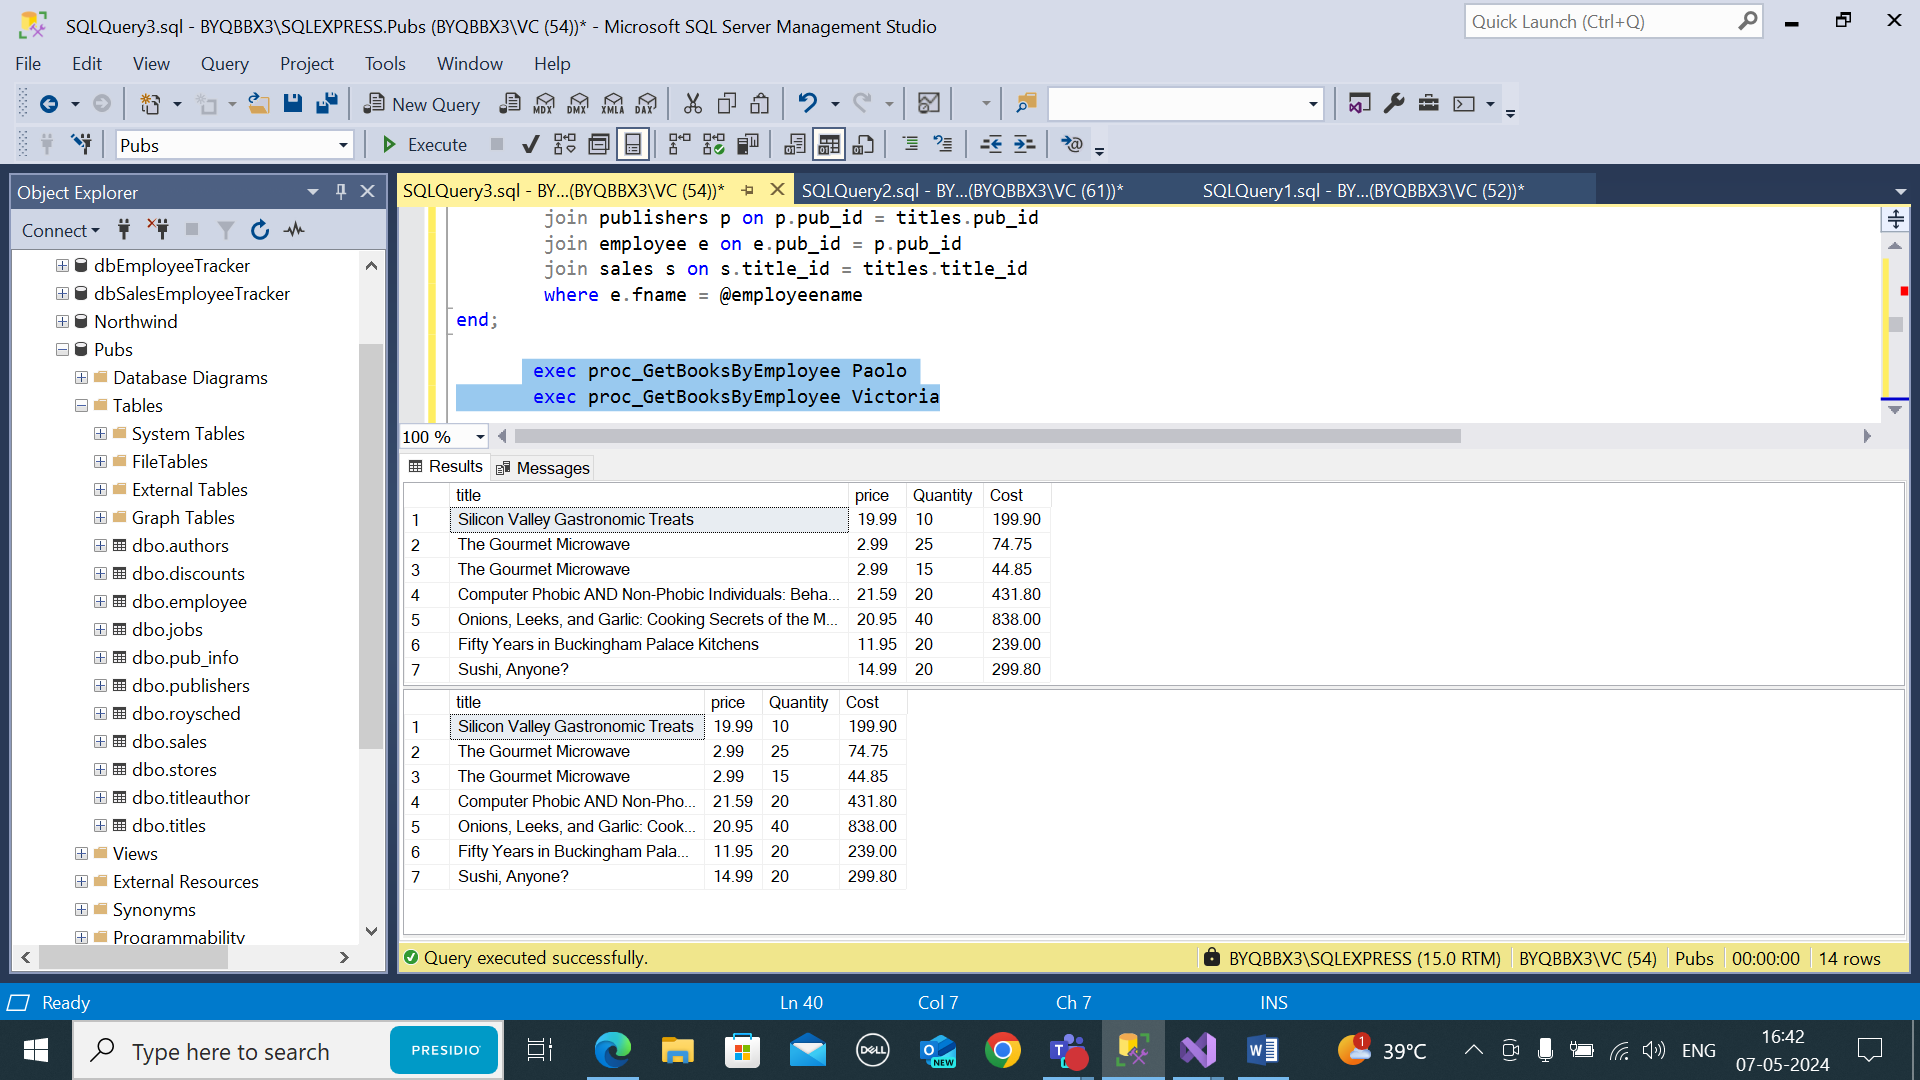 SQLQuery3.sql - BYQBBX3\SQLEXPRESS.Pubs (BYQBBX3\VC (54))* - Microsoft SQL Server Management Studio
Quick Launch (Ctrl+Q)
File Edit View Query Project Tools Window Help
New Query MDX DMX XMLA DAX
Pubs Execute
Object Explorer
SQLQuery3.sql - BY...(BYQBBX3\VC (54))* SQLQuery2.sql - BY...(BYQBBX3\VC (61))* SQLQuery1.sql - BY...(BYQBBX3\VC (52))*
Connect
dbEmployeeTracker
dbSalesEmployeeTracker
Northwind
Pubs
Database Diagrams
Tables
System Tables
FileTables
External Tables
Graph Tables
dbo.authors
dbo.discounts
dbo.employee
dbo.jobs
dbo.pub_info
dbo.publishers
dbo.roysched
dbo.sales
dbo.stores
dbo.titleauthor
dbo.titles
Views
External Resources
Synonyms
Programmability
join publishers p on p.pub_id = titles.pub_id
join employee e on e.pub_id = p.pub_id
join sales s on s.title_id = titles.title_id
where e.fname = @employeename
end;
exec proc_GetBooksByEmployee Paolo
exec proc_GetBooksByEmployee Victoria
100 %
Results Messages
title price Quantity Cost
1 Silicon Valley Gastronomic Treats 19.99 10 199.90
2 The Gourmet Microwave 2.99 25 74.75
3 The Gourmet Microwave 2.99 15 44.85
4 Computer Phobic AND Non-Phobic Individuals: Beha... 21.59 20 431.80
5 Onions, Leeks, and Garlic: Cooking Secrets of the M... 20.95 40 838.00
6 Fifty Years in Buckingham Palace Kitchens 11.95 20 239.00
7 Sushi, Anyone? 14.99 20 299.80
title price Quantity Cost
1 Silicon Valley Gastronomic Treats 19.99 10 199.90
2 The Gourmet Microwave 2.99 25 74.75
3 The Gourmet Microwave 2.99 15 44.85
4 Computer Phobic AND Non-Pho... 21.59 20 431.80
5 Onions, Leeks, and Garlic: Cook... 20.95 40 838.00
6 Fifty Years in Buckingham Pala... 11.95 20 239.00
7 Sushi, Anyone? 14.99 20 299.80
Query executed successfully. BYQBBX3\SQLEXPRESS (15.0 RTM) BYQBBX3\VC (54) Pubs 00:00:00 14 rows
Ready Ln 40 Col 7 Ch 7 INS
Type here to search PRESIDIO DELL NEW 1 39°C ENG 16:42
07-05-2024